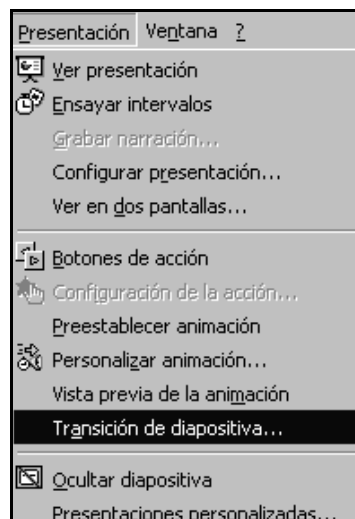 Presentación Ventana ?
Ver presentación
Ensayar intervalos
Grabar narración...
Configurar presentación...
Ver en dos pantallas...
Botones de acción
Configuración de la acción...
Preestablecer animación
Personalizar animación...
Vista previa de la animación
Transición de diapositiva...
Ocultar diapositiva
Presentaciones personalizadas...